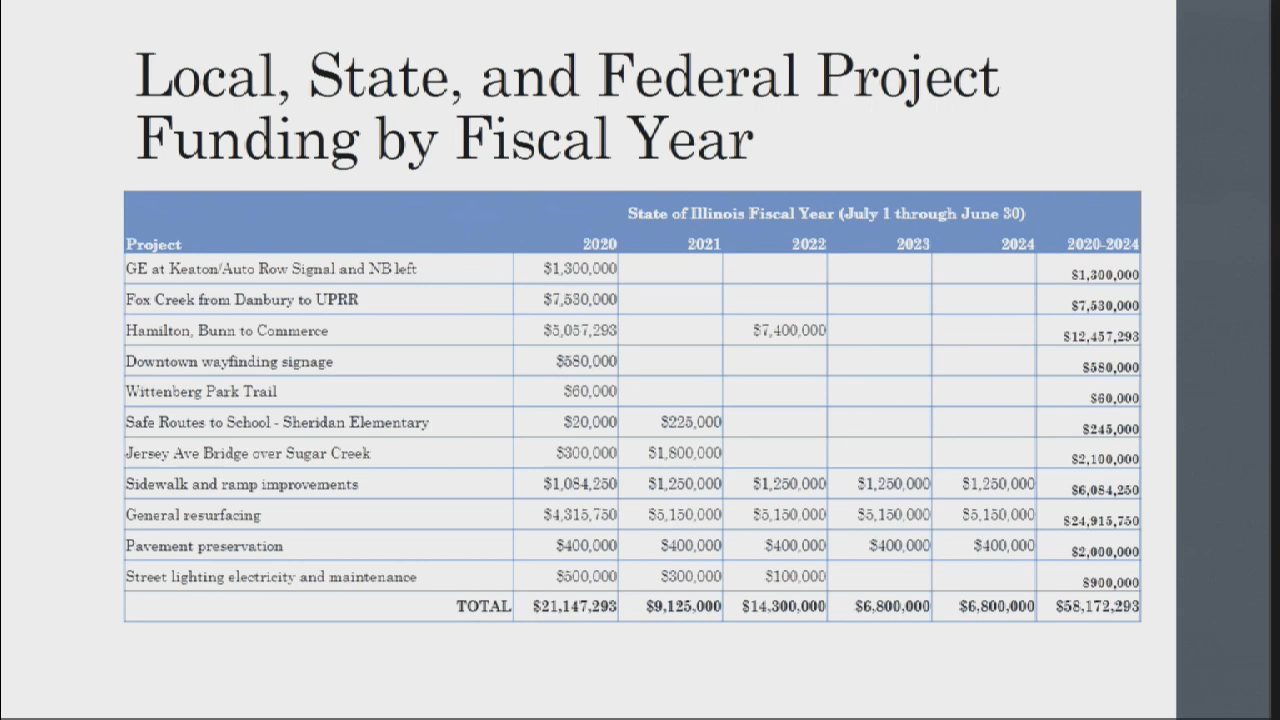 Local, State, and Federal Project
Funding by Fiscal Year
State of Illinois Fiscal Year (July 1 through June 30)
Project 2020 2021 2022 2023 2024 2020-2024
GE at Keaton/Auto Row Signal and NB left $1,300,000 $1,300,000
Fox Creek from Danbury to UPRR $7,530,000 $7,530,000
Hamilton, Bunn to Commerce $5,057,293 $7,400,000 $12,457,293
Downtown wayfinding signage $580,000 $580,000
Wittenberg Park Trail $60,000 $60,000
Safe Routes to School - Sheridan Elementary $20,000 $225,000 $245,000
Jersey Ave Bridge over Sugar Creek $300,000 $1,800,000 $2,100,000
Sidewalk and ramp improvements $1,084,250 $1,250,000 $1,250,000 $1,250,000 $1,250,000 $6,084,250
General resurfacing $4,315,750 $5,150,000 $5,150,000 $5,150,000 $5,150,000 $24,915,750
Pavement preservation $400,000 $400,000 $400,000 $400,000 $400,000 $2,000,000
Street lighting electricity and maintenance $500,000 $300,000 $100,000 $900,000
TOTAL $21,147,293 $9,125,000 $14,300,000 $6,800,000 $6,800,000 $58,172,293